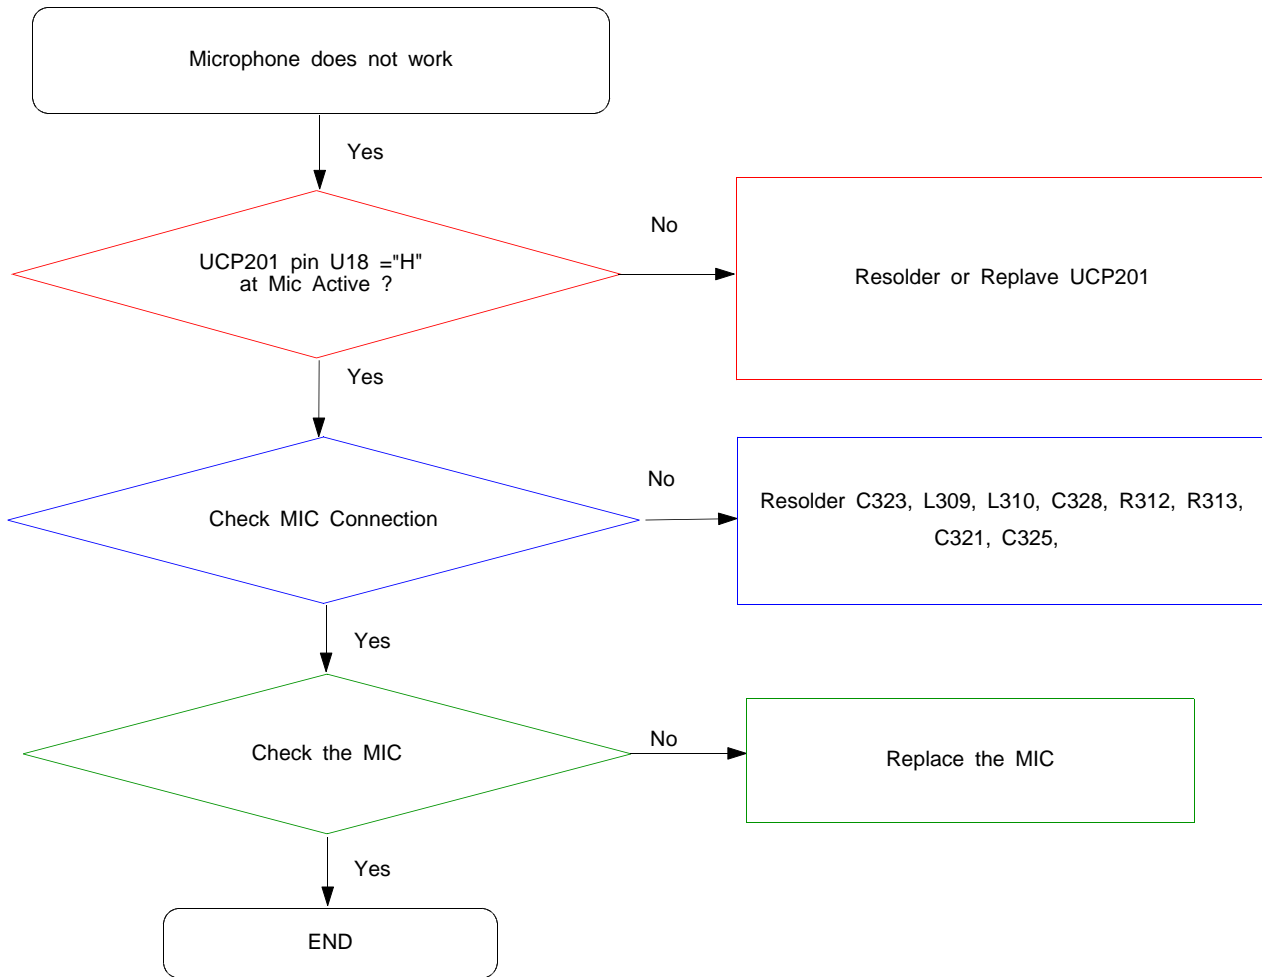 Microphone does not work
Yes
UCP201 pin U18 ="H"
at Mic Active ?
No
Resolder or Replave UCP201
Yes
Check MIC Connection
No
Resolder C323, L309, L310, C328, R312, R313,
C321, C325,
Yes
Check the MIC
No
Replace the MIC
Yes
END